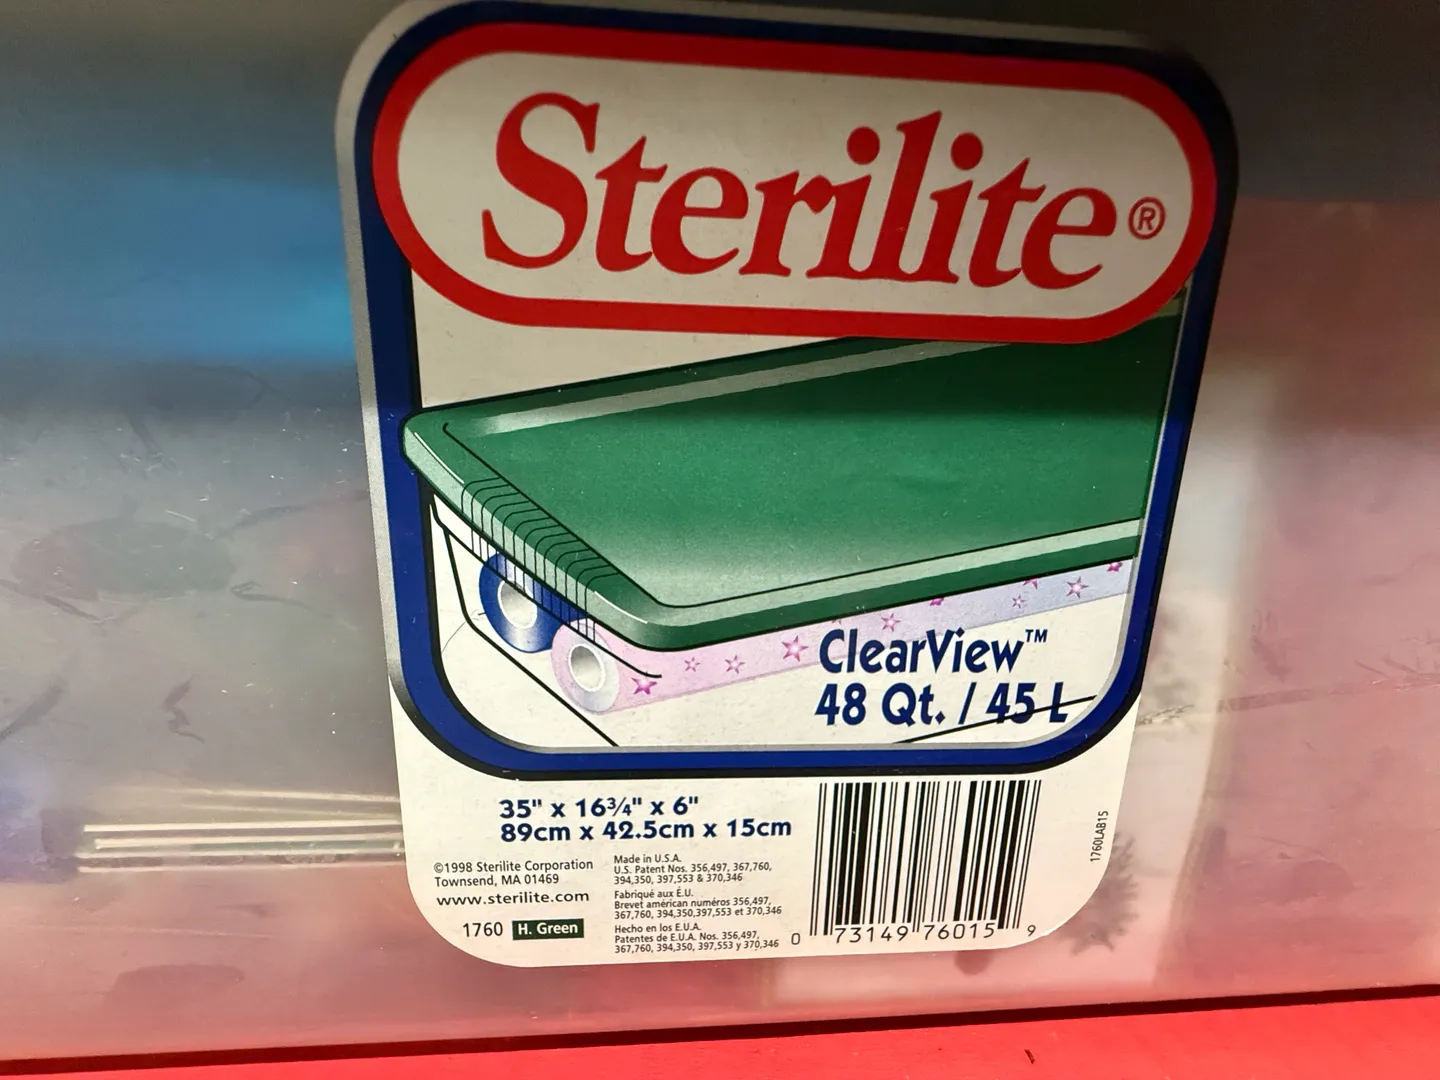 Sterilite®
ClearView™
48 Qt. / 45 L
35" x 16¾" x 6"
89cm x 42.5cm x 15cm
©1998 Sterilite Corporation
Townsend, MA 01469
www.sterilite.com
1760 H. Green
Made in U.S.A.
U.S. Patent Nos. 356,497, 367,760,
394,350, 397,553 & 370,346
Fabriqué aux É.U.
Brevet américan numéros 356,497,
367,760, 394,350,397,553 et 370,346
Hecho en los E.U.A.
Patentes de E.U.A. Nos. 356,497,
367,760, 394,350, 397,553 y 370,346
0 73149 76015 9
1760LAB15